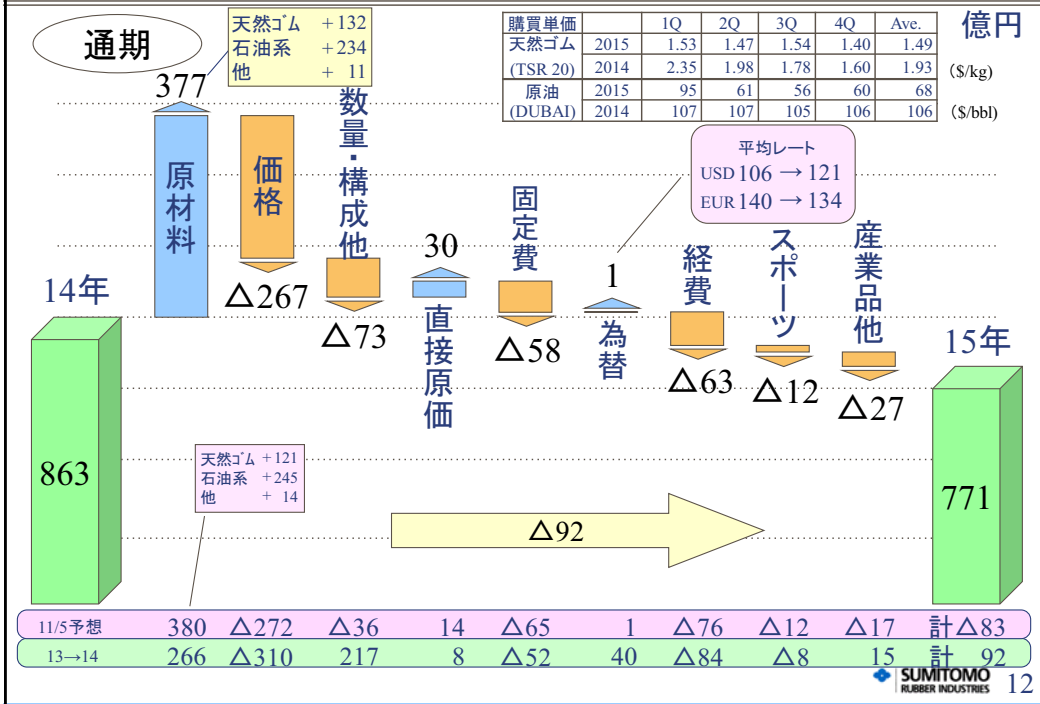 通期
億円
天然ゴム +132
石油系 +234
他 + 11
購買単価 1Q 2Q 3Q 4Q Ave.
天然ゴム 2015 1.53 1.47 1.54 1.40 1.49
(TSR 20) 2014 2.35 1.98 1.78 1.60 1.93 ($/kg)
原油 2015 95 61 56 60 68
(DUBAI) 2014 107 107 105 106 106 ($/bbl)
平均レート
USD 106 → 121
EUR 140 → 134
14年
863
377
原材料
価格
△267
数量・構成他
△73
30
直接原価
固定費
△58
1
為替
経費
△63
スポーツ
△12
産業品他
△27
15年
771
天然ゴム +121
石油系 +245
他 + 14
△92
11/5予想 380 △272 △36 14 △65 1 △76 △12 △17 計△83
13→14 266 △310 217 8 △52 40 △84 △8 15 計 92
SUMITOMO
RUBBER INDUSTRIES
12